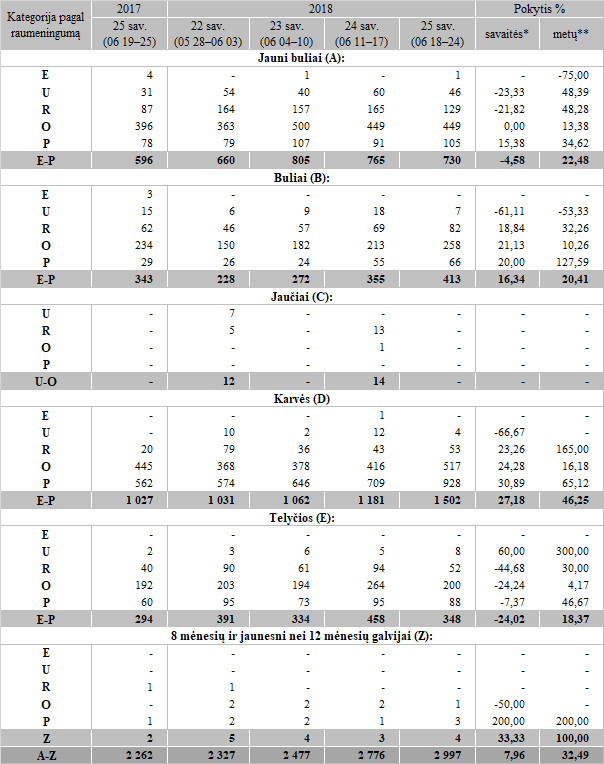 Kategorija pagal raumeningumą 2017 2018 Pokytis %
25 sav. (06 19–25) 22 sav. (05 28–06 03) 23 sav. (06 04–10) 24 sav. (06 11–17) 25 sav. (06 18–24) savaitės* metų**
Jauni buliai (A):
E 4 - 1 - 1 - -75,00
U 31 54 40 60 46 -23,33 48,39
R 87 164 157 165 129 -21,82 48,28
O 396 363 500 449 449 0,00 13,38
P 78 79 107 91 105 15,38 34,62
E-P 596 660 805 765 730 -4,58 22,48
Buliai (B):
E 3 - - - - - -
U 15 6 9 18 7 -61,11 -53,33
R 62 46 57 69 82 18,84 32,26
O 234 150 182 213 258 21,13 10,26
P 29 26 24 55 66 20,00 127,59
E-P 343 228 272 355 413 16,34 20,41
Jaučiai (C):
U - 7 - - - - -
R - 5 - 13 - - -
O - - - 1 - - -
P - - - - - - -
U-O - 12 - 14 - - -
Karvės (D)
E - - - 1 - - -
U - 10 2 12 4 -66,67 -
R 20 79 36 43 53 23,26 165,00
O 445 368 378 416 517 24,28 16,18
P 562 574 646 709 928 30,89 65,12
E-P 1 027 1 031 1 062 1 181 1 502 27,18 46,25
Telyčios (E):
E - - - - - - -
U 2 3 6 5 8 60,00 300,00
R 40 90 61 94 52 -44,68 30,00
O 192 203 194 264 200 -24,24 4,17
P 60 95 73 95 88 -7,37 46,67
E-P 294 391 334 458 348 -24,02 18,37
8 mėnesių ir jaunesni nei 12 mėnesių galvijai (Z):
E - - - - - - -
U - - - - - - -
R 1 1 - - - - -
O - 2 2 2 1 -50,00 -
P 1 2 2 1 3 200,00 200,00
Z 2 5 4 3 4 33,33 100,00
A-Z 2 262 2 327 2 477 2 776 2 997 7,96 32,49